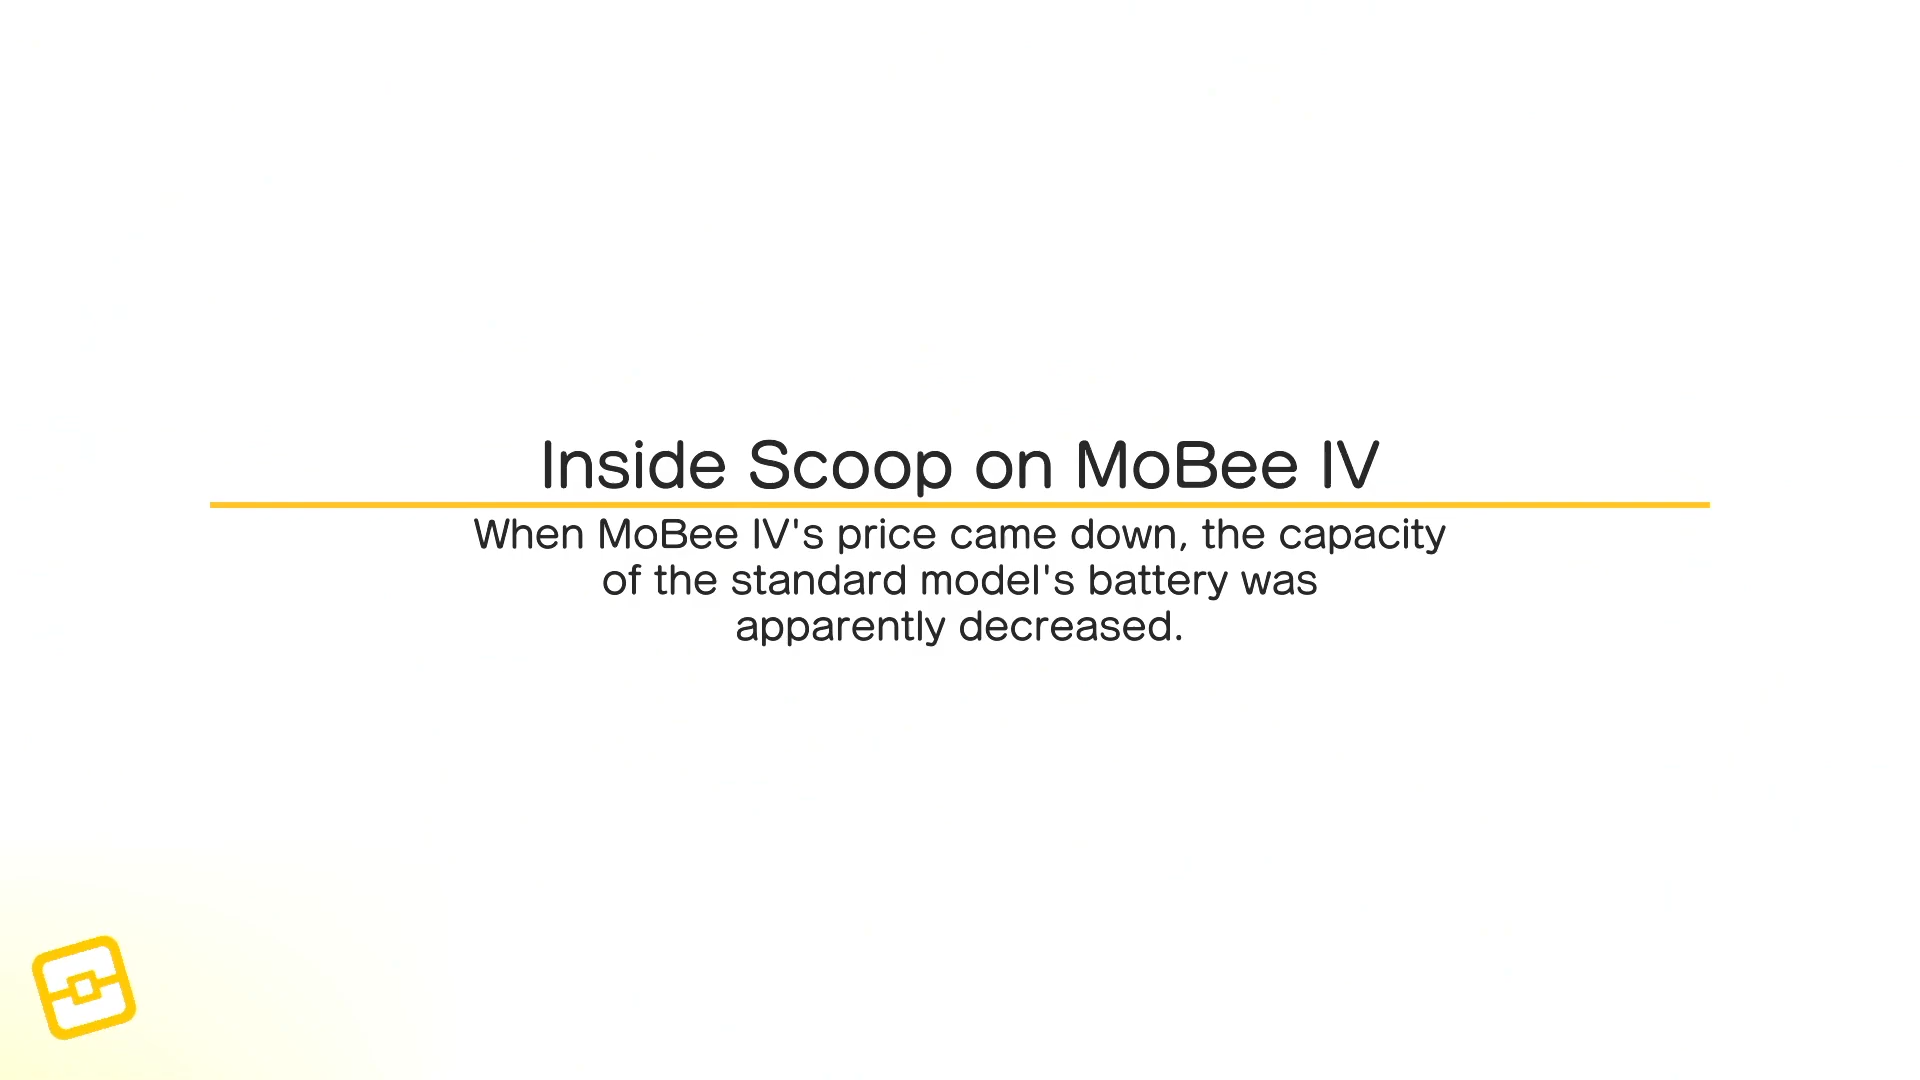 Inside Scoop on MoBee IV
When MoBee IV's price came down, the capacity
of the standard model's battery was
apparently decreased.